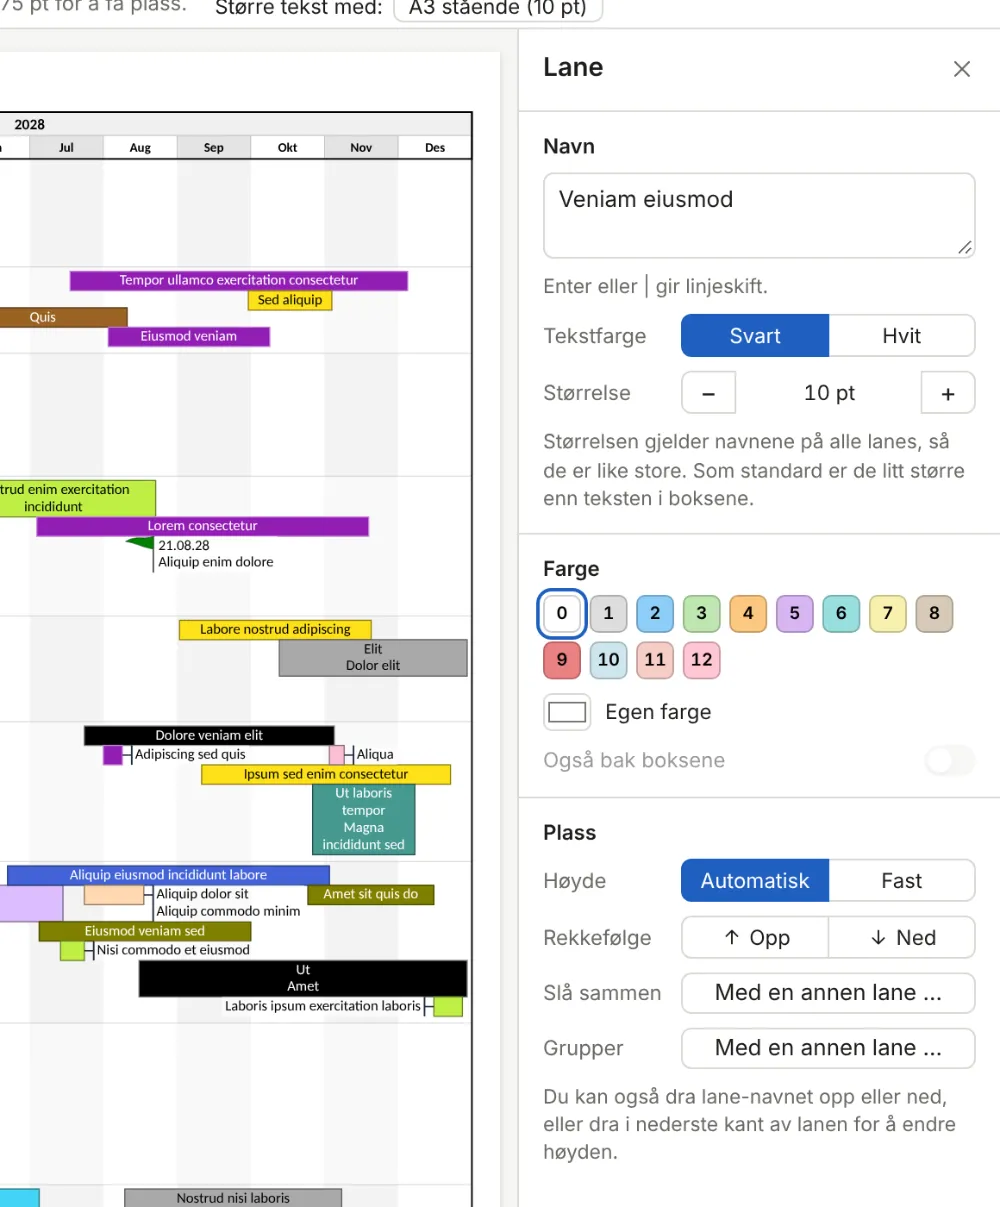 75 pt for å få plass.
Større tekst med:
A3 stående (10 pt)
2028
Jul
Aug
Sep
Okt
Nov
Des
Tempor ullamco exercitation consectetur
Sed aliquip
Quis
Eiusmod veniam
trud enim exercitation
incididunt
Lorem consectetur
21.08.28
Aliquip enim dolore
Labore nostrud adipiscing
Elit
Dolor elit
Dolore veniam elit
Adipiscing sed quis
Aliqua
Ipsum sed enim consectetur
Ut laboris
tempor
Magna
incididunt sed
Aliquip eiusmod incididunt labore
Aliquip dolor sit
Aliquip commodo minim
Amet sit quis do
Eiusmod veniam sed
Nisi commodo et eiusmod
Ut
Amet
Laboris ipsum exercitation laboris
Nostrud nisi laboris
Lane
Navn
Veniam eiusmod
Enter eller | gir linjeskift.
Tekstfarge
Svart
Hvit
Størrelse
– 10 pt +
Størrelsen gjelder navnene på alle lanes, så
de er like store. Som standard er de litt større
enn teksten i boksene.
Farge
0 1 2 3 4 5 6 7 8
9 10 11 12
Egen farge
Også bak boksene
Plass
Høyde
Automatisk
Fast
Rekkefølge
↑ Opp
↓ Ned
Slå sammen
Med en annen lane ...
Grupper
Med en annen lane ...
Du kan også dra lane-navnet opp eller ned,
eller dra i nederste kant av lanen for å endre
høyden.